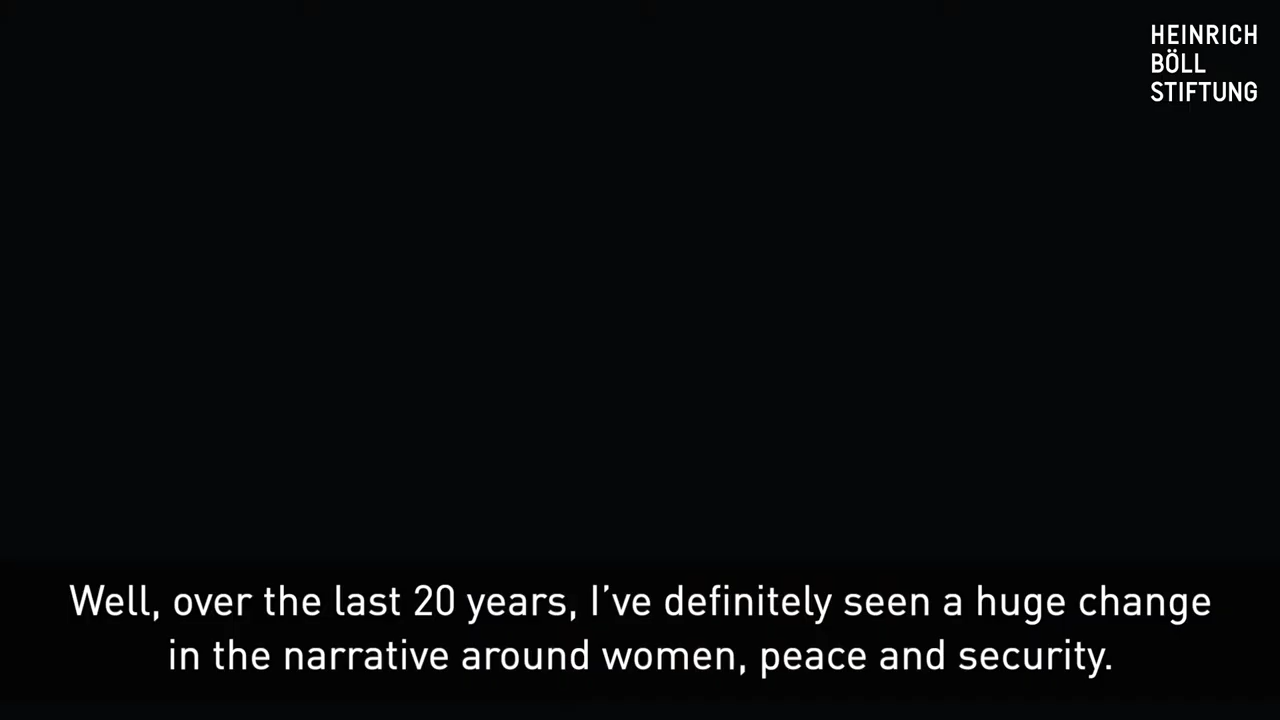 HEINRICH
BÖLL
STIFTUNG
Well, over the last 20 years, I’ve definitely seen a huge change
in the narrative around women, peace and security.